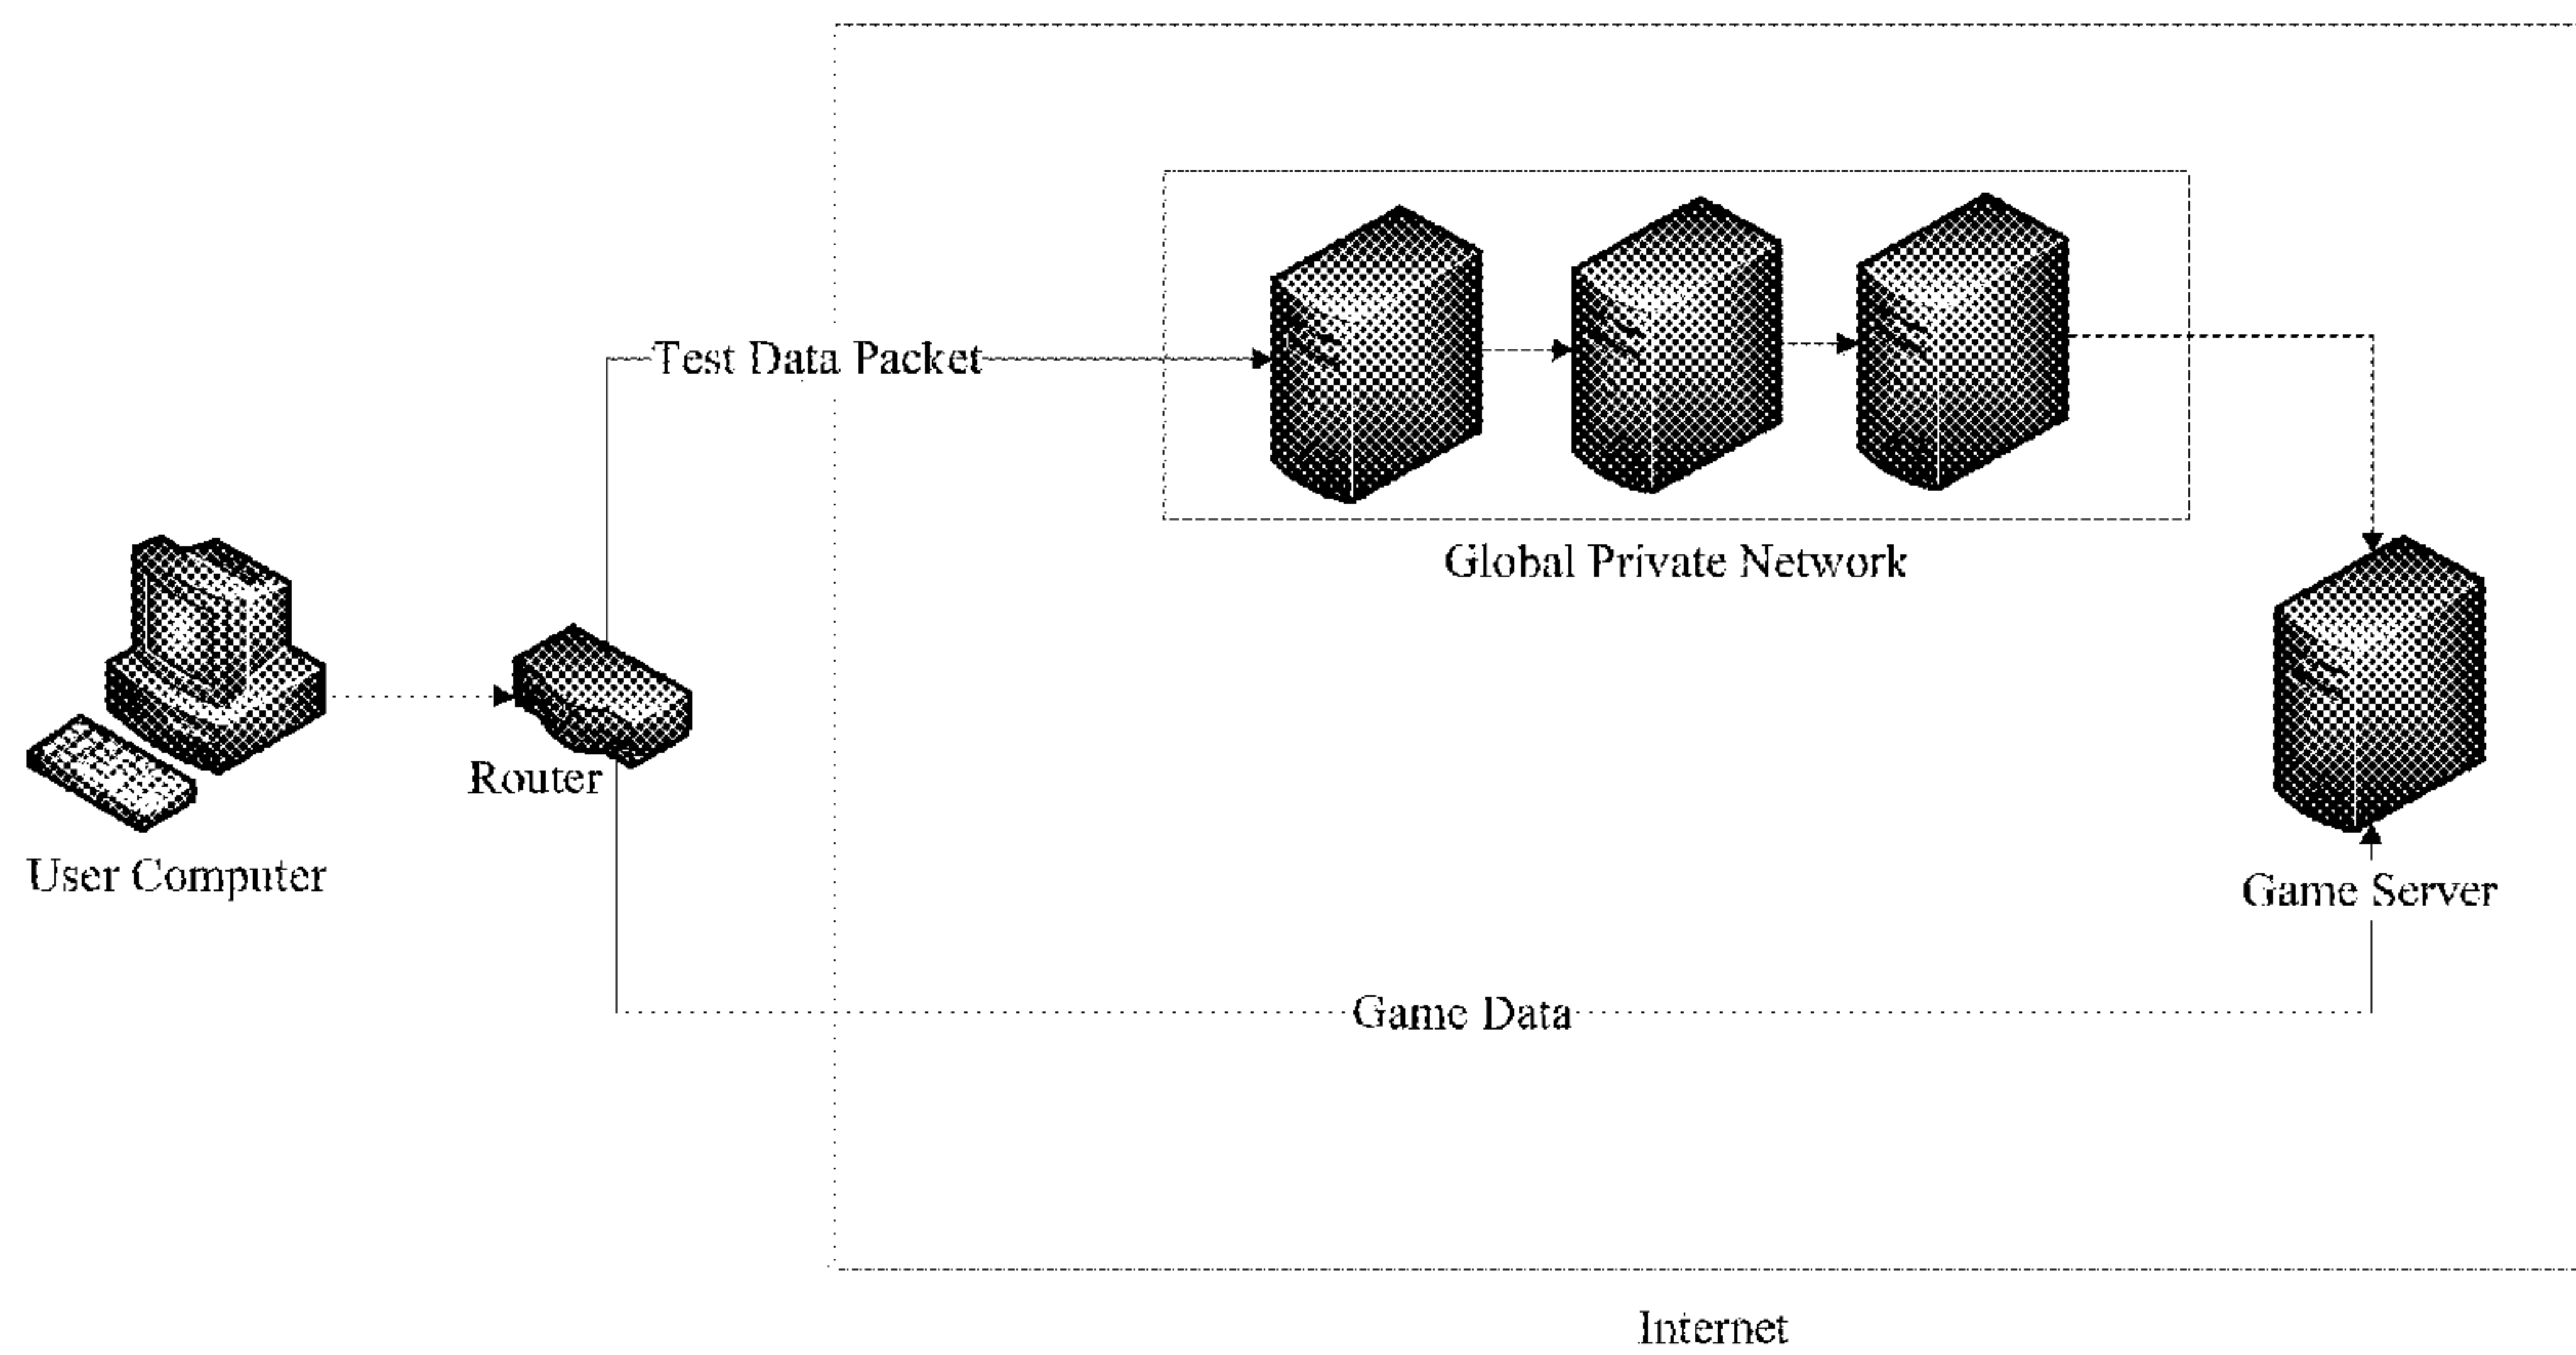 Test Data Packet
Global Private Network
Router
User Computer
Game Server
Game Data
Internet